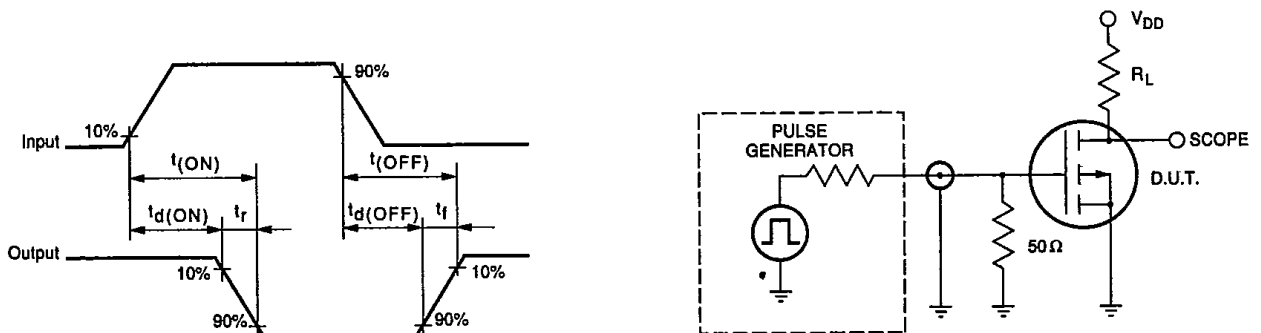 90%
10%
Input
t(ON)
t(OFF)
td(ON)
tr
td(OFF)
tf
Output
10%
10%
90%
90%
VDD
RL
PULSE
GENERATOR
SCOPE
D.U.T.
50Ω